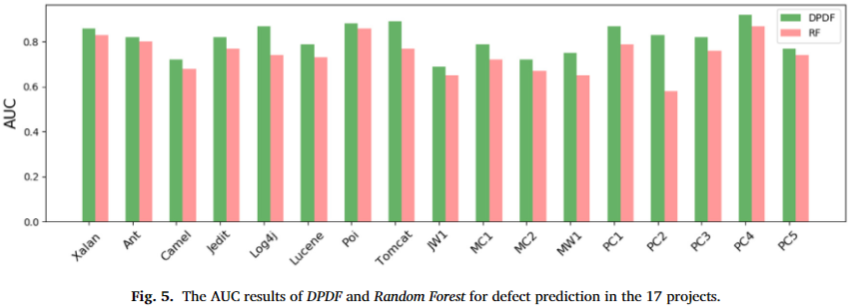 DPDF
RF
AUC
0.8
0.6
0.4
0.2
0.0
Xalan
Ant
Camel
Jedit
Log4j
Lucene
Poi
Tomcat
JW1
MC1
MC2
MW1
PC1
PC2
PC3
PC4
PC5
Fig. 5. The AUC results of DPDF and Random Forest for defect prediction in the 17 projects.